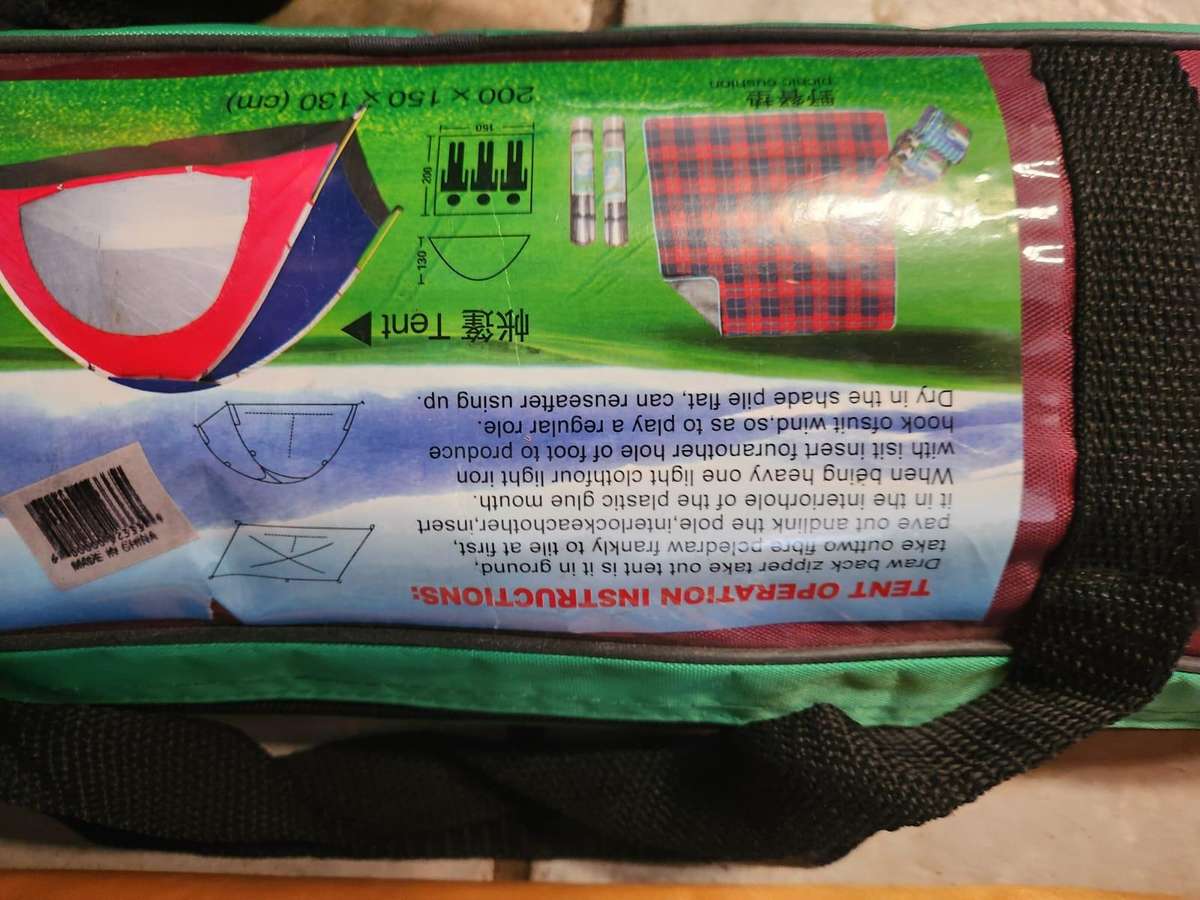 TENT OPERATION INSTRUCTIONS:
Draw back zipper take out tent is it in ground,
take outtwo fibre poledraw frankly to tile at first,
pave out andlink the pole,interlockeachother,insert
it in the interiorhole of the plastic glue mouth.
When being heavy one light clothfour light iron
with isit insert fouranother hole of foot to produce
hook ofsuit wind,so as to play a regular role.
Dry in the shade pile flat, can reuseafter using up.
MADE IN CHINA
帐篷 Tent
130
200
160
200 X 150 X 130 (cm)
野餐垫
picnic cushion